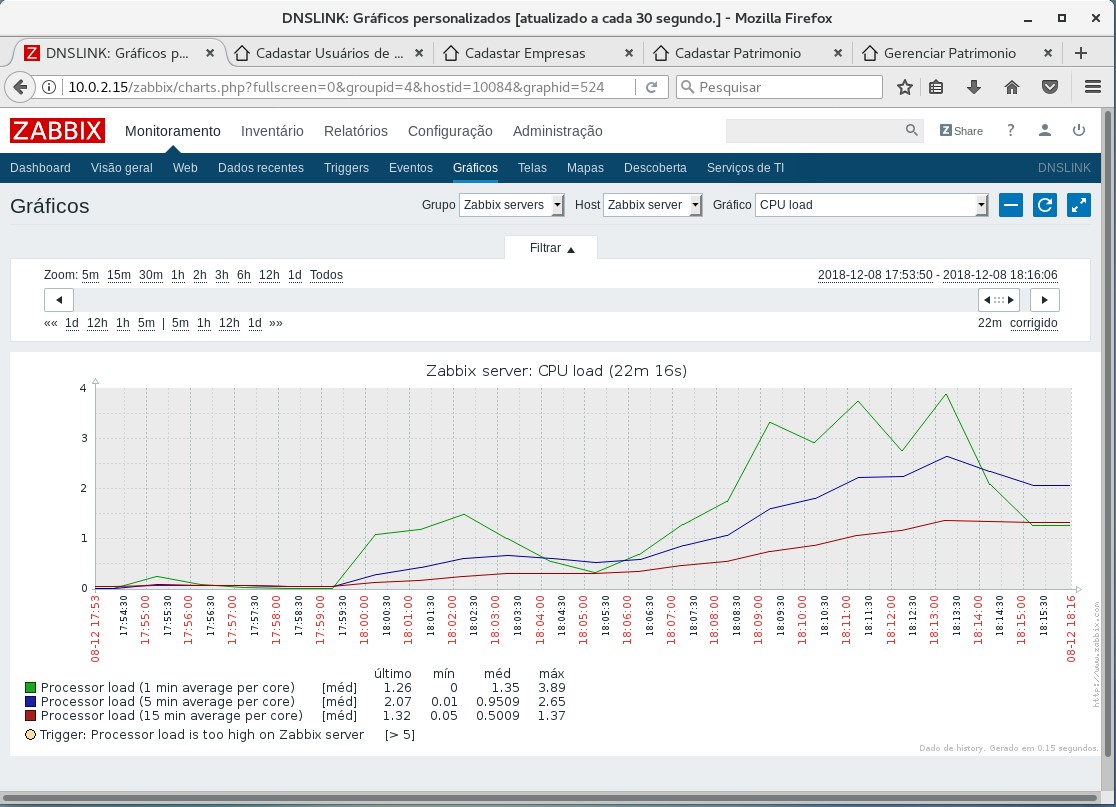 DNSLINK: Gráficos personalizados [atualizado a cada 30 segundo.] - Mozilla Firefox
DNSLINK: Gráficos p... Cadastar Usuários de ... Cadastar Empresas Cadastar Patrimonio Gerenciar Patrimonio
10.0.2.15/zabbix/charts.php?fullscreen=0&groupid=4&hostid=10084&graphid=524 Pesquisar
ZABBIX Monitoramento Inventário Relatórios Configuração Administração Z Share ?
Dashboard Visão geral Web Dados recentes Triggers Eventos Gráficos Telas Mapas Descoberta Serviços de TI DNSLINK
Gráficos Grupo Zabbix servers Host Zabbix server Gráfico CPU load
Filtrar
Zoom: 5m 15m 30m 1h 2h 3h 6h 12h 1d Todos 2018-12-08 17:53:50 - 2018-12-08 18:16:06
«« 1d 12h 1h 5m | 5m 1h 12h 1d »» 22m corrigido
Zabbix server: CPU load (22m 16s)
4
3
2
1
0
08-12 17:53 17:54:30 17:55:00 17:55:30 17:56:30 17:57:00 17:57:30 17:58:00 17:58:30 17:59:00 17:59:30 18:00:00 18:00:30 18:01:00 18:01:30 18:02:00 18:02:30 18:03:00 18:03:30 18:04:00 18:04:30 18:05:00 18:05:30 18:06:00 18:06:30 18:07:00 18:07:30 18:08:00 18:08:30 18:09:00 18:09:30 18:10:00 18:10:30 18:11:00 18:11:30 18:12:00 18:12:30 18:13:00 18:13:30 18:14:00 18:14:30 18:15:00 18:15:30 08-12 18:16
http://www.zabbix.com
último mín méd máx
Processor load (1 min average per core) [méd] 1.26 0 1.35 3.89
Processor load (5 min average per core) [méd] 2.07 0.01 0.9509 2.65
Processor load (15 min average per core) [méd] 1.32 0.05 0.5009 1.37
Trigger: Processor load is too high on Zabbix server [> 5]
Dado de history. Gerado em 0.15 segundos.